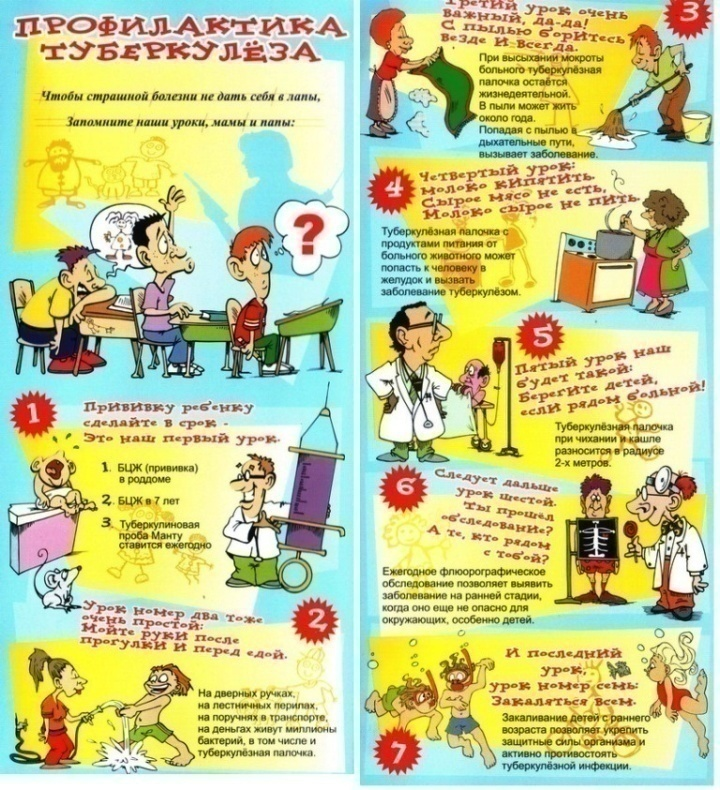 ПРОФИЛАКТИКА
ТУБЕРКУЛЁЗА
Чтобы страшной болезни не дать себя в лапы,
Запомните наши уроки, мамы и папы:
?
1
Прививку ребёнку
сделайте в срок -
Это наш первый урок.
1. БЦЖ (прививка)
в роддоме
2. БЦЖ в 7 лет
3. Туберкулиновая
проба Манту
ставится ежегодно
2
Урок номер два тоже
очень простой:
Мойте руки после
прогулки и перед едой.
На дверных ручках,
на лестничных перилах,
на поручнях в транспорте,
на деньгах живут миллионы
бактерий, в том числе и
туберкулёзная палочка.
3
Третий урок очень
важный, да-да!
С пылью боритесь
везде и всегда.
При высыхании мокроты
больного туберкулёзная
палочка остаётся
жизнедеятельной.
В пыли может жить
около года.
Попадая с пылью в
дыхательные пути,
вызывает заболевание.
4
Четвертый урок:
молоко кипятить,
Сырое мясо не есть,
Молоко сырое не пить.
Туберкулёзная палочка с
продуктами питания от
больного животного может
попасть к человеку в
желудок и вызвать
заболевание туберкулёзом.
5
Пятый урок наш
будет такой:
Берегите детей,
если рядом больной!
Туберкулёзная палочка
при чихании и кашле
разносится в радиусе
2-х метров.
6
Следует дальше
урок шестой.
Ты прошёл
обследование?
А те, кто рядом
с тобой?
Ежегодное флюорографическое
обследование позволяет выявить
заболевание на ранней стадии,
когда оно еще не опасно для
окружающих, особенно детей.
7
И последний
урок,
урок номер семь:
Закаляться всем.
Закаливание детей с раннего
возраста позволяет укрепить
защитные силы организма и
активно противостоять
туберкулёзной инфекции.